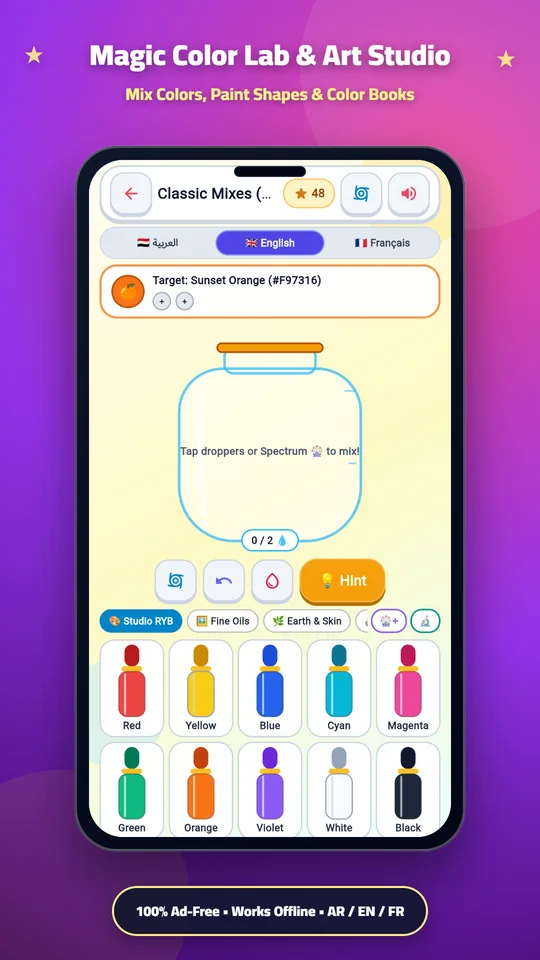 Magic Color Lab & Art Studio
Mix Colors, Paint Shapes & Color Books
Classic Mixes (...
48
العربية
English
Français
Target: Sunset Orange (#F97316)
+ +
Tap droppers or Spectrum to mix!
0 / 2
Hint
Studio RYB
Fine Oils
Earth & Skin
+
Red
Yellow
Blue
Cyan
Magenta
Green
Orange
Violet
White
Black
100% Ad-Free • Works Offline • AR / EN / FR